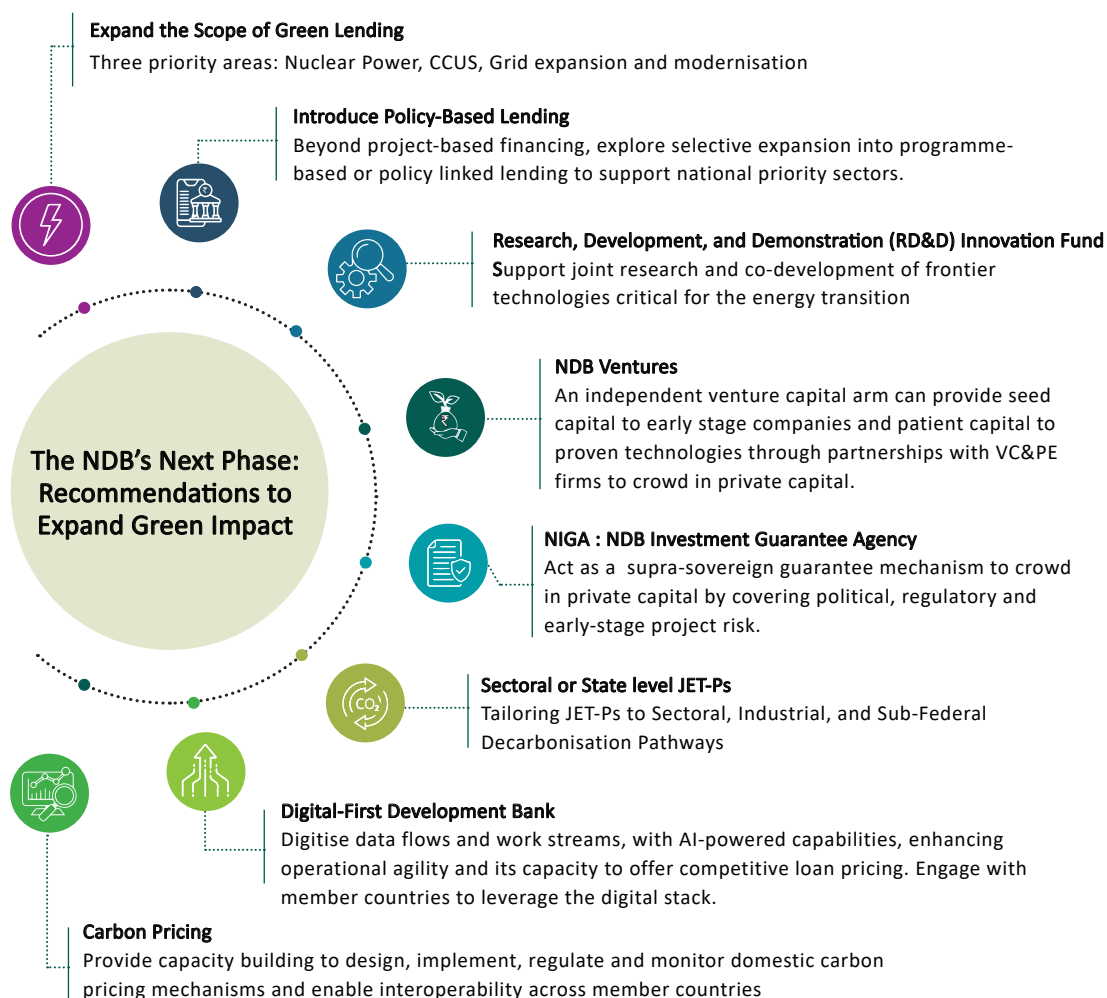 Expand the Scope of Green Lending
Three priority areas: Nuclear Power, CCUS, Grid expansion and modernisation
Introduce Policy-Based Lending
Beyond project-based financing, explore selective expansion into programme-
based or policy linked lending to support national priority sectors.
₹
Research, Development, and Demonstration (RD&D) Innovation Fund
Support joint research and co-development of frontier
technologies critical for the energy transition
NDB Ventures
An independent venture capital arm can provide seed
capital to early stage companies and patient capital to
proven technologies through partnerships with VC&PE
firms to crowd in private capital.
₹
The NDB's Next Phase:
Recommendations to
Expand Green Impact
NIGA : NDB Investment Guarantee Agency
Act as a supra-sovereign guarantee mechanism to crowd
in private capital by covering political, regulatory and
early-stage project risk.
Sectoral or State level JET-Ps
Tailoring JET-Ps to Sectoral, Industrial, and Sub-Federal
Decarbonisation Pathways
CO₂
Digital-First Development Bank
Digitise data flows and work streams, with AI-powered capabilities, enhancing
operational agility and its capacity to offer competitive loan pricing. Engage with
member countries to leverage the digital stack.
Carbon Pricing
Provide capacity building to design, implement, regulate and monitor domestic carbon
pricing mechanisms and enable interoperability across member countries